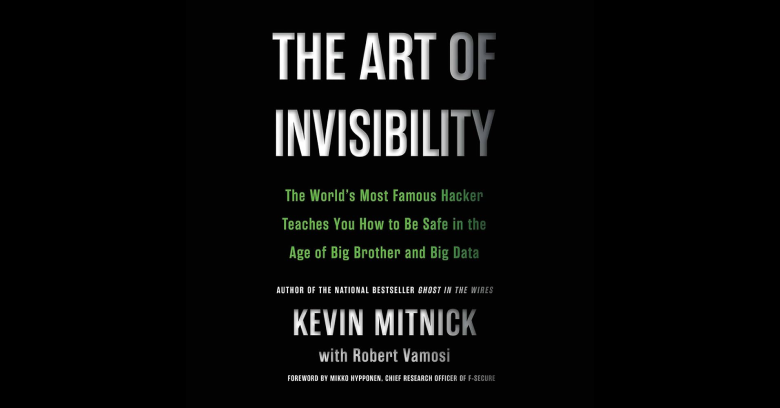 THE ART OF
INVISIBILITY
The World's Most Famous Hacker
Teaches You How to Be Safe in the
Age of Big Brother and Big Data
AUTHOR OF THE NATIONAL BESTSELLER GHOST IN THE WIRES
KEVIN MITNICK
with Robert Vamosi
FOREWORD BY MIKKO HYPPONEN, CHIEF RESEARCH OFFICER OF F-SECURE